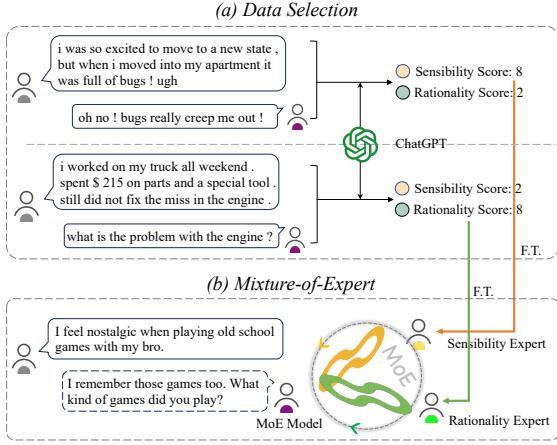 (a) Data Selection
i was so excited to move to a new state ,
but when i moved into my apartment it
was full of bugs ! ugh
oh no ! bugs really creep me out !
Sensibility Score: 8
Rationality Score: 2
ChatGPT
i worked on my truck all weekend .
spent $ 215 on parts and a special tool .
still did not fix the miss in the engine .
what is the problem with the engine ?
Sensibility Score: 2
Rationality Score: 8
F.T.
F.T.
(b) Mixture-of-Expert
I feel nostalgic when playing old school
games with my bro.
I remember those games too. What
kind of games did you play?
MoE Model
MoE
Sensibility Expert
Rationality Expert